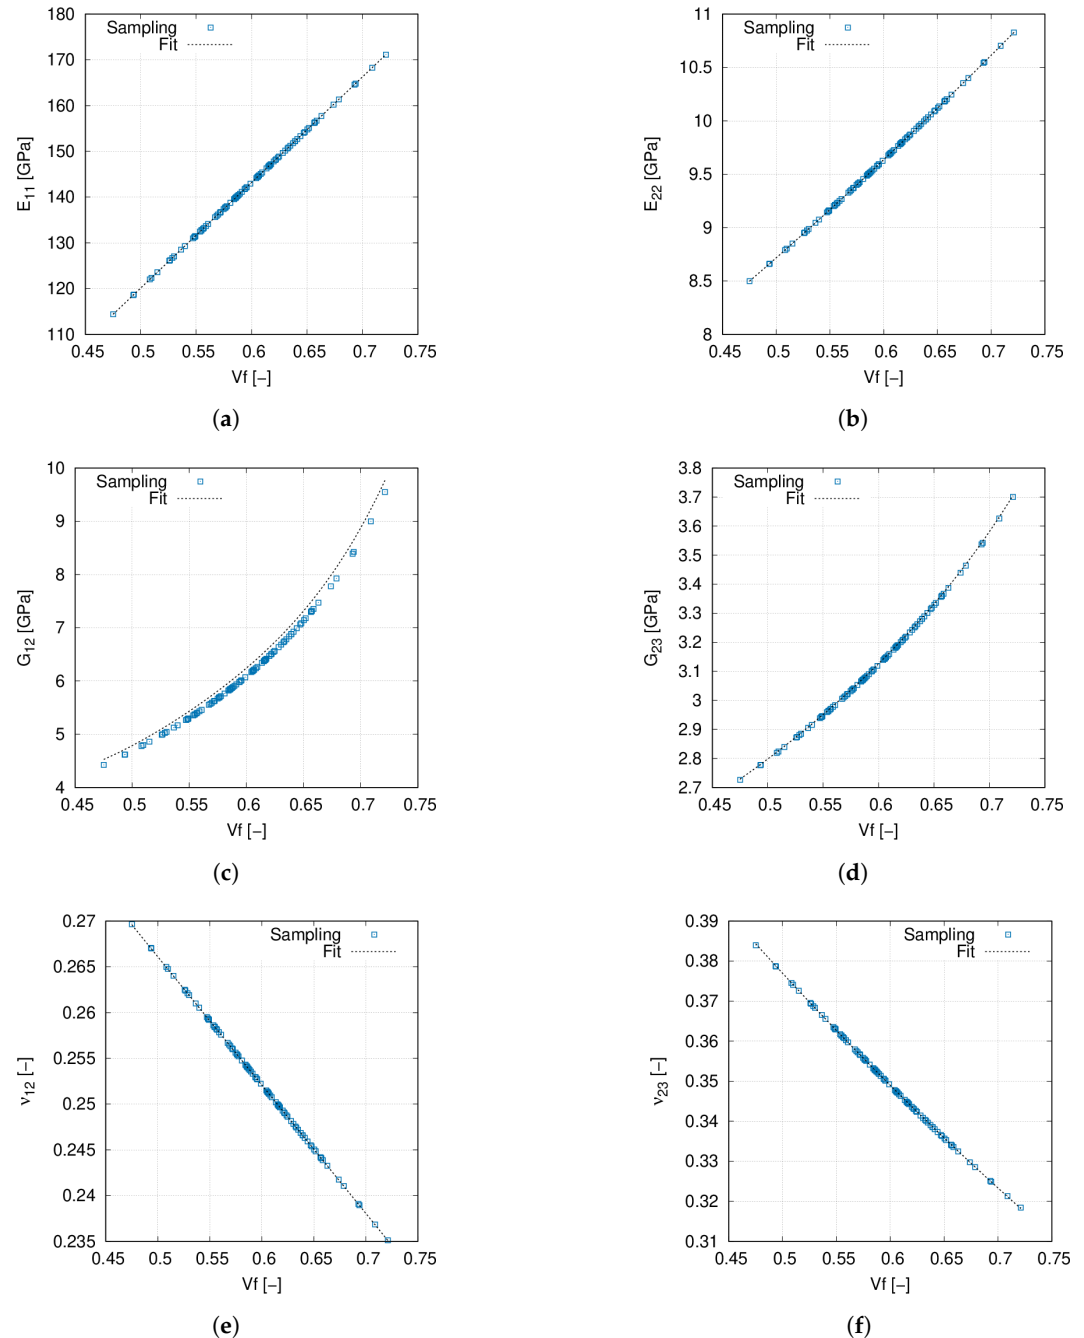 180
170
160
150
140
130
120
110
0.45 0.5 0.55 0.6 0.65 0.7 0.75
E11 [GPa]
Vf [−]
Sampling
Fit
(a)
11
10.5
10
9.5
9
8.5
8
0.45 0.5 0.55 0.6 0.65 0.7 0.75
E22 [GPa]
Vf [−]
Sampling
Fit
(b)
10
9
8
7
6
5
4
0.45 0.5 0.55 0.6 0.65 0.7 0.75
G12 [GPa]
Vf [−]
Sampling
Fit
(c)
3.8
3.7
3.6
3.5
3.4
3.3
3.2
3.1
3
2.9
2.8
2.7
0.45 0.5 0.55 0.6 0.65 0.7 0.75
G23 [GPa]
Vf [−]
Sampling
Fit
(d)
0.27
0.265
0.26
0.255
0.25
0.245
0.24
0.235
0.45 0.5 0.55 0.6 0.65 0.7 0.75
ν12 [−]
Vf [−]
Sampling
Fit
(e)
0.39
0.38
0.37
0.36
0.35
0.34
0.33
0.32
0.31
0.45 0.5 0.55 0.6 0.65 0.7 0.75
ν23 [−]
Vf [−]
Sampling
Fit
(f)